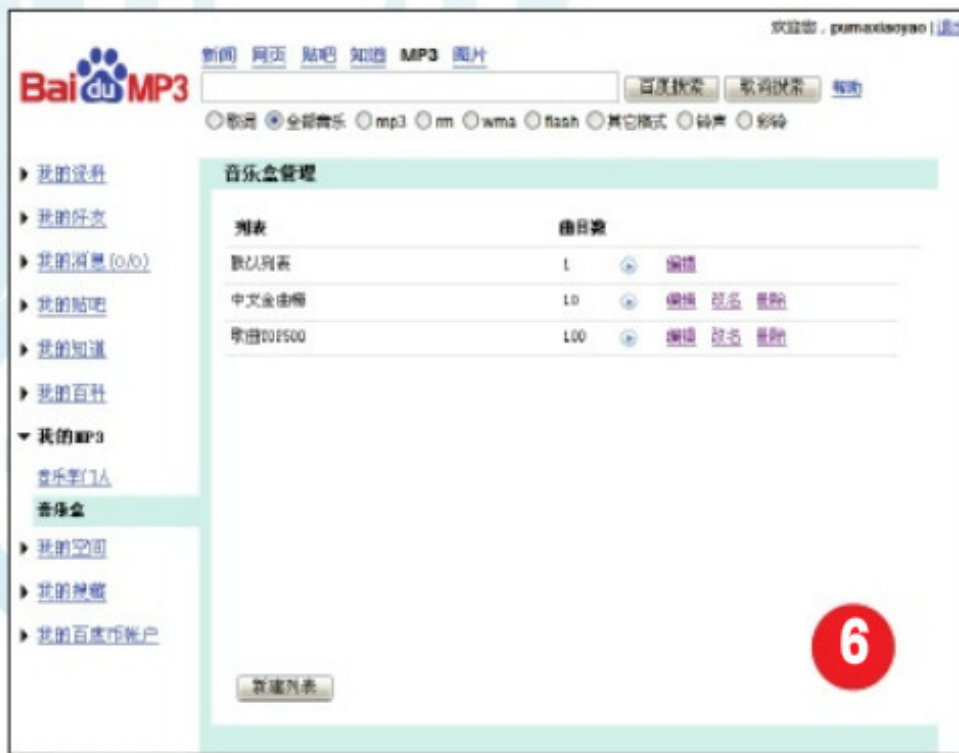 欢迎您，pumaxiaoyao | 退出
Baidu MP3
新闻 网页 贴吧 知道 MP3 图片
百度搜索 歌词搜索 帮助
歌词 全部音乐 mp3 rm wma flash 其它格式 铃声 彩铃
我的资料
我的好友
我的消息(0/0)
我的贴吧
我的知道
我的百科
我的MP3
音乐掌门人
音乐盒
我的空间
我的搜藏
我的百度币帐户
音乐盒管理
列表 曲目数
默认列表 1 编辑
中文金曲榜 10 编辑 改名 删除
歌曲TOP500 100 编辑 改名 删除
新建列表
6